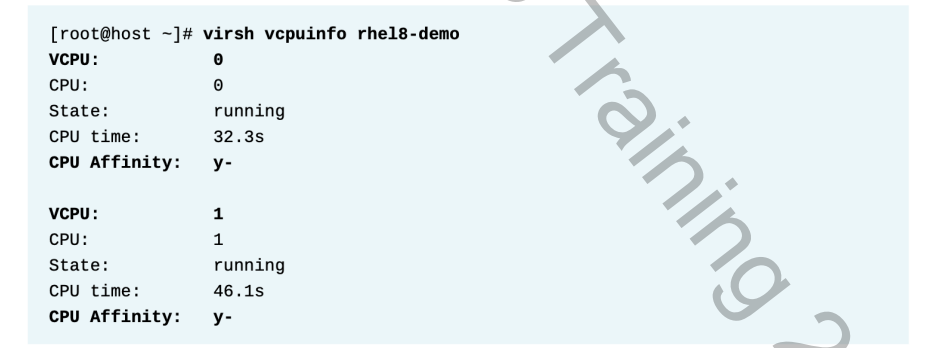 [root@host ~]# virsh vcpuinfo rhel8-demo
VCPU: 0
CPU: 0
State: running
CPU time: 32.3s
CPU Affinity: y-
VCPU: 1
CPU: 1
State: running
CPU time: 46.1s
CPU Affinity: y-
Training